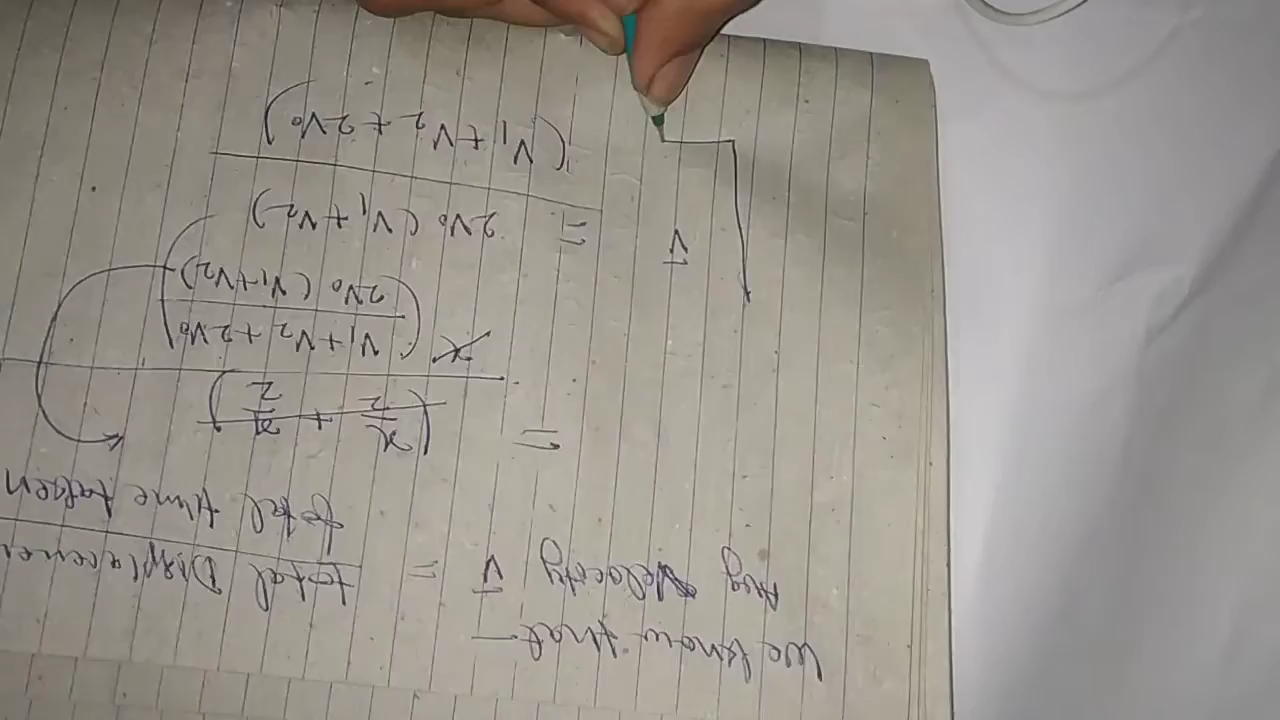 We know that—
Avg velocity v̄ = total Displacemen
total time taken
= (x/2 + x/2)
x (V₁ + V₂ + 2V₀ / 2V₀ (V₁+V₂))
v̄ = 2V₀ (V₁ + V₂)
(V₁ + V₂ + 2V₀)